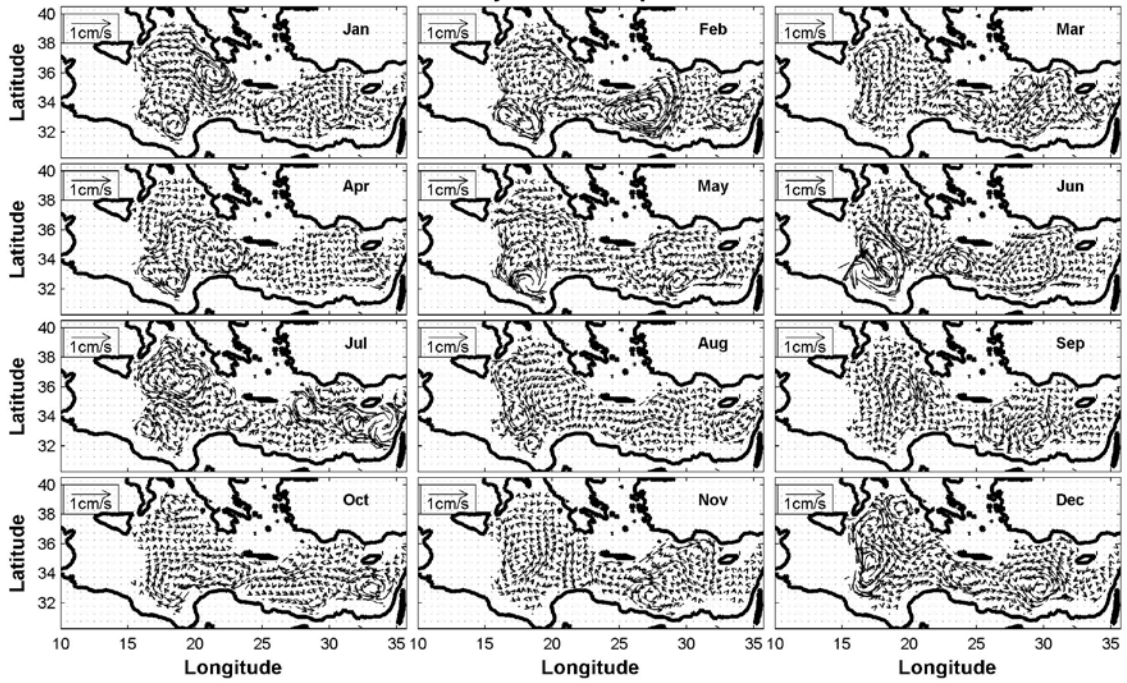 40 1cm/s Jan 1cm/s Feb 1cm/s Mar
38
36
34
32
Latitude
40 1cm/s Apr 1cm/s May 1cm/s Jun
38
36
34
32
Latitude
40 1cm/s Jul 1cm/s Aug 1cm/s Sep
38
36
34
32
Latitude
40 1cm/s Oct 1cm/s Nov 1cm/s Dec
38
36
34
32
Latitude
10 15 20 25 30 35 10 15 20 25 30 35 10 15 20 25 30 35
Longitude Longitude Longitude